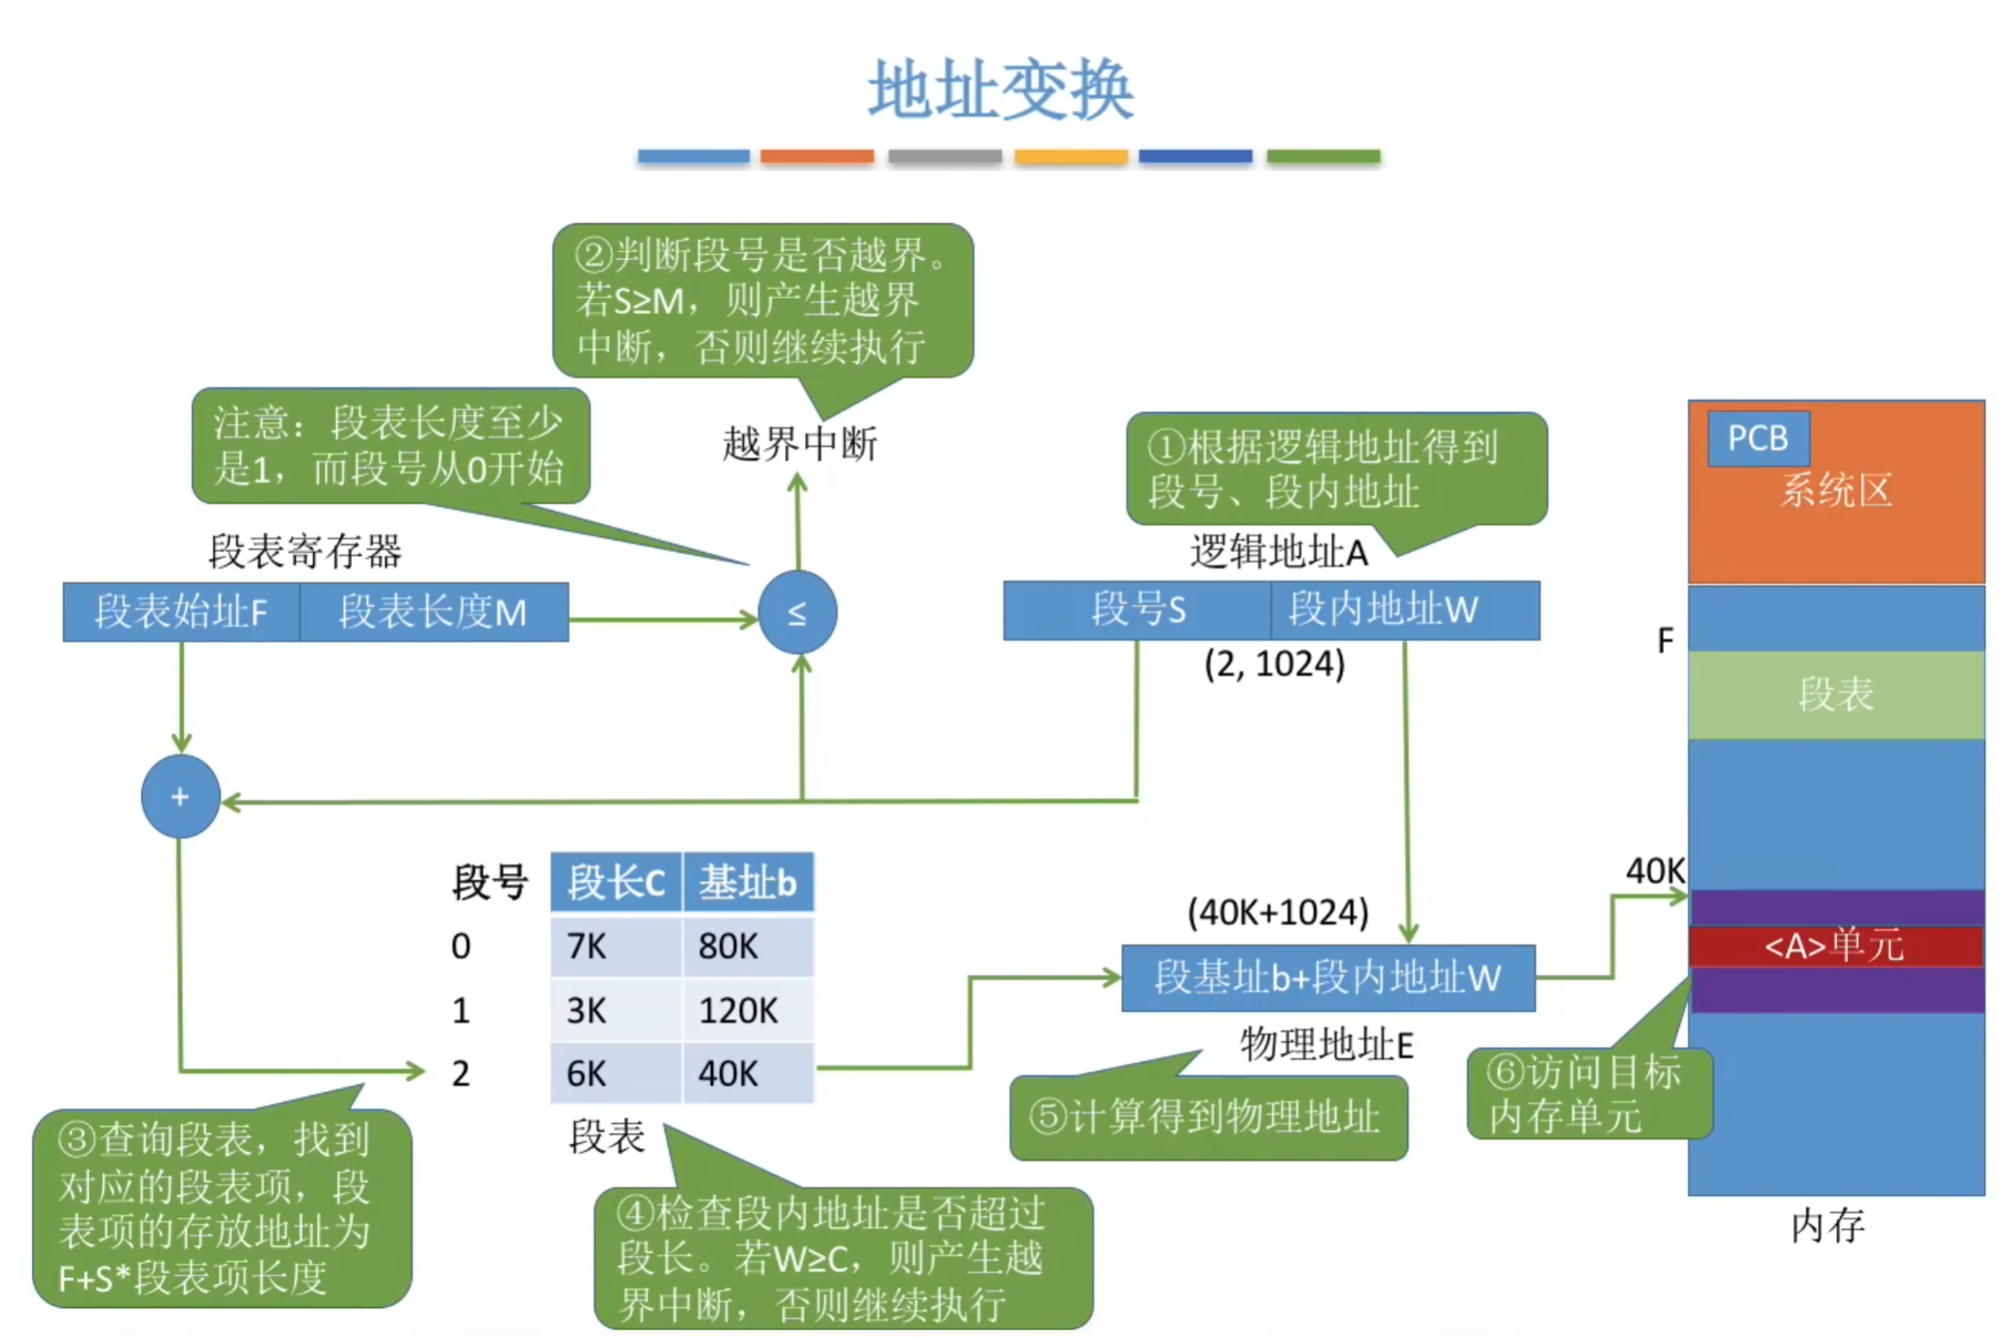 地址变换
②判断段号是否越界。
若S≥M，则产生越界
中断，否则继续执行
注意：段表长度至少
是1，而段号从0开始
越界中断
①根据逻辑地址得到
段号、段内地址
PCB
系统区
段表寄存器
逻辑地址A
段表始址F 段表长度M
≤
段号S 段内地址W
(2, 1024)
F
段表
+
段号 段长C 基址b
0 7K 80K
1 3K 120K
2 6K 40K
段表
(40K+1024)
40K
段基址b+段内地址W
<A>单元
物理地址E
⑤计算得到物理地址
⑥访问目标
内存单元
③查询段表，找到
对应的段表项，段
表项的存放地址为
F+S*段表项长度
④检查段内地址是否超过
段长。若W≥C，则产生越
界中断，否则继续执行
内存